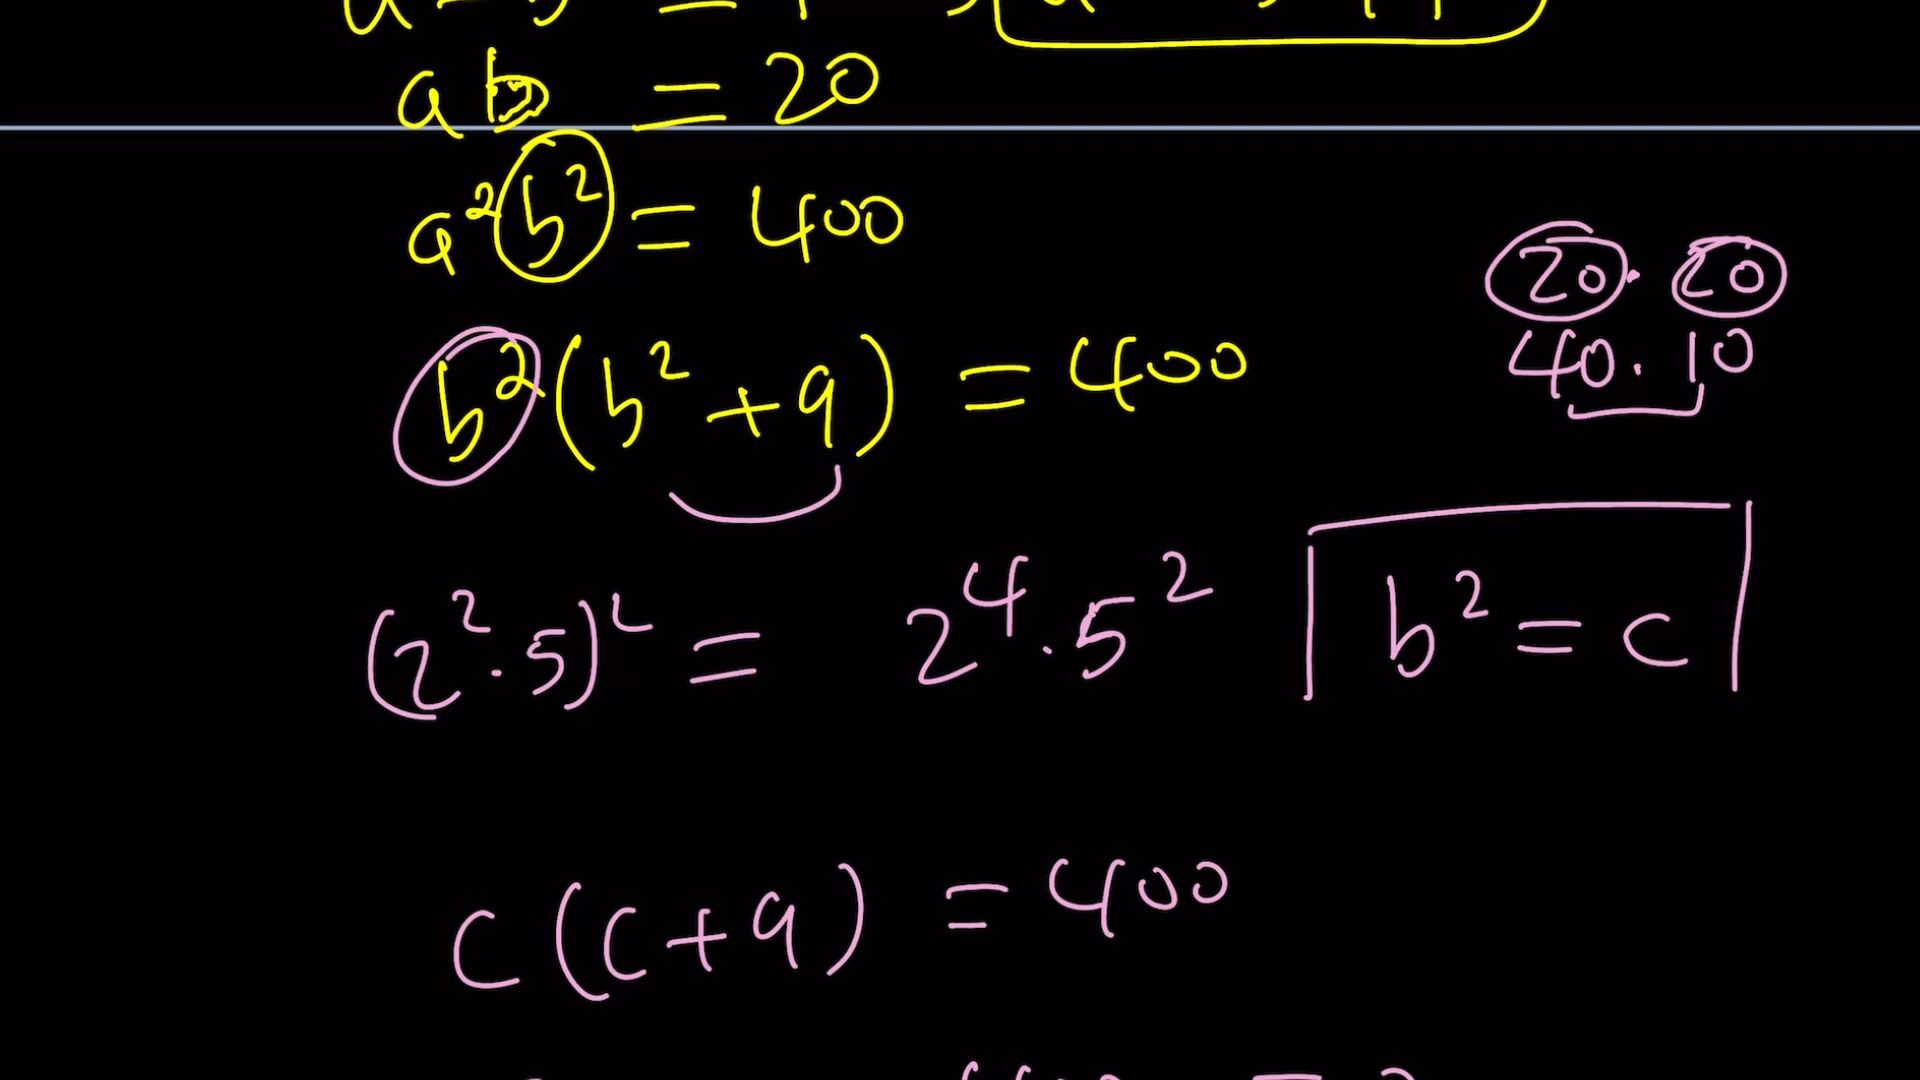 ab = 20
a²b² = 400
20 · 20
b²(b² + 9) = 400
40 · 10
(2² · 5)² = 2⁴ · 5²
b² = c
c(c + 9) = 400